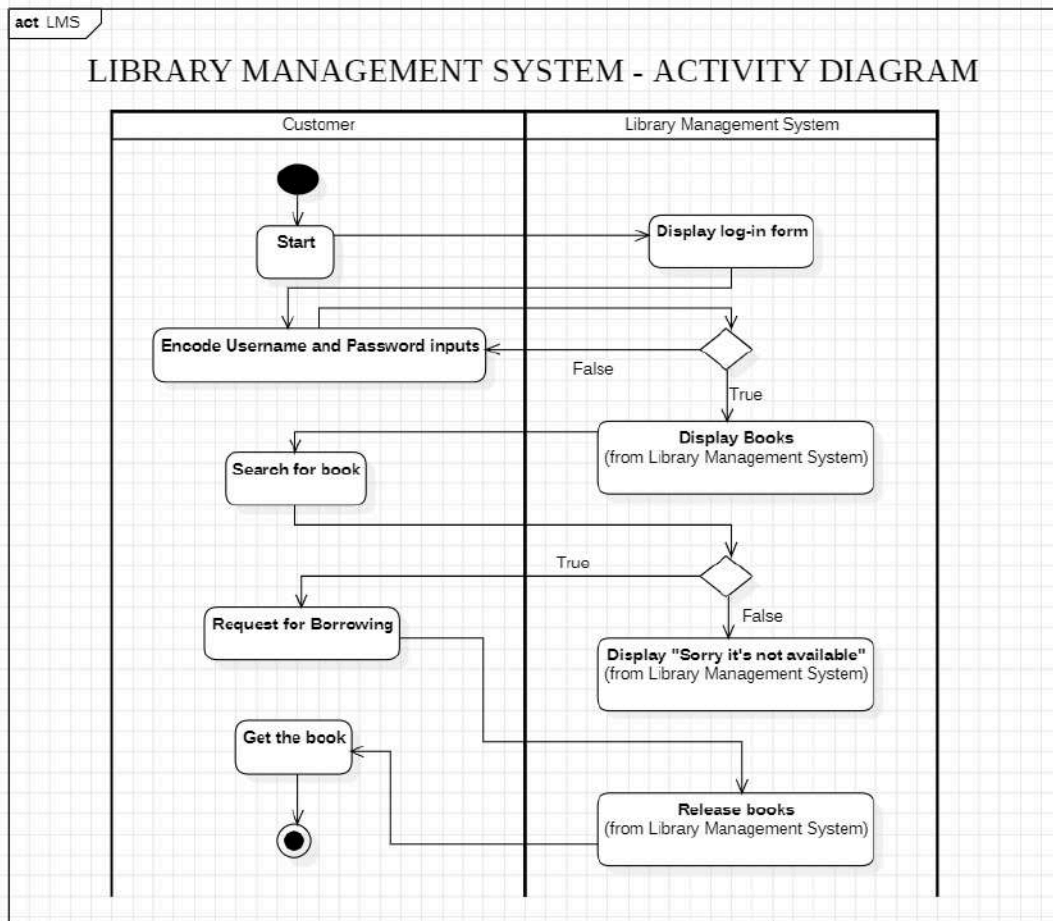 act LMS
LIBRARY MANAGEMENT SYSTEM - ACTIVITY DIAGRAM
Customer
Library Management System
Start
Display log-in form
Encode Username and Password inputs
False
True
Display Books
(from Library Management System)
Search for book
True
False
Request for Borrowing
Display "Sorry it's not available"
(from Library Management System)
Get the book
Release books
(from Library Management System)